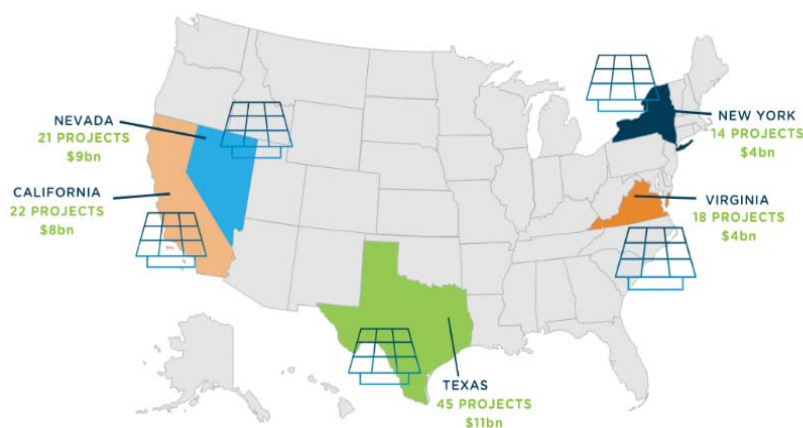 NEVADA
21 PROJECTS
$9bn
CALIFORNIA
22 PROJECTS
$8bn
NEW YORK
14 PROJECTS
$4bn
VIRGINIA
18 PROJECTS
$4bn
TEXAS
45 PROJECTS
$11bn